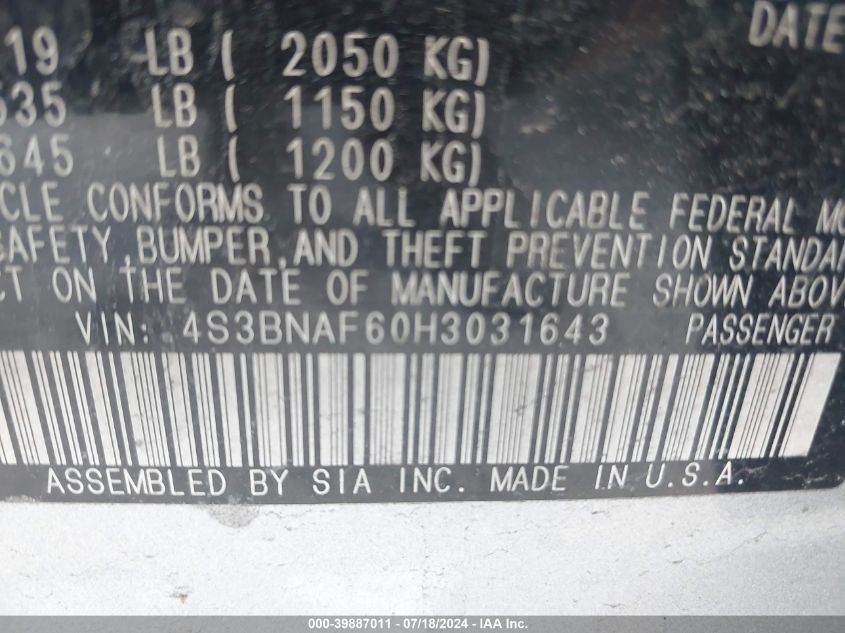 DATE
19 LB ( 2050 KG)
535 LB ( 1150 KG)
645 LB ( 1200 KG)
CLE CONFORMS TO ALL APPLICABLE FEDERAL MO
SAFETY,BUMPER,AND THEFT PREVENTION STANDAR
CT ON THE DATE OF MANUFACTURE SHOWN ABOV
VIN: 4S3BNAF60H3031643 PASSENGER
ASSEMBLED BY SIA INC. MADE IN U.S.A.
000-39887011 - 07/18/2024 - IAA Inc.